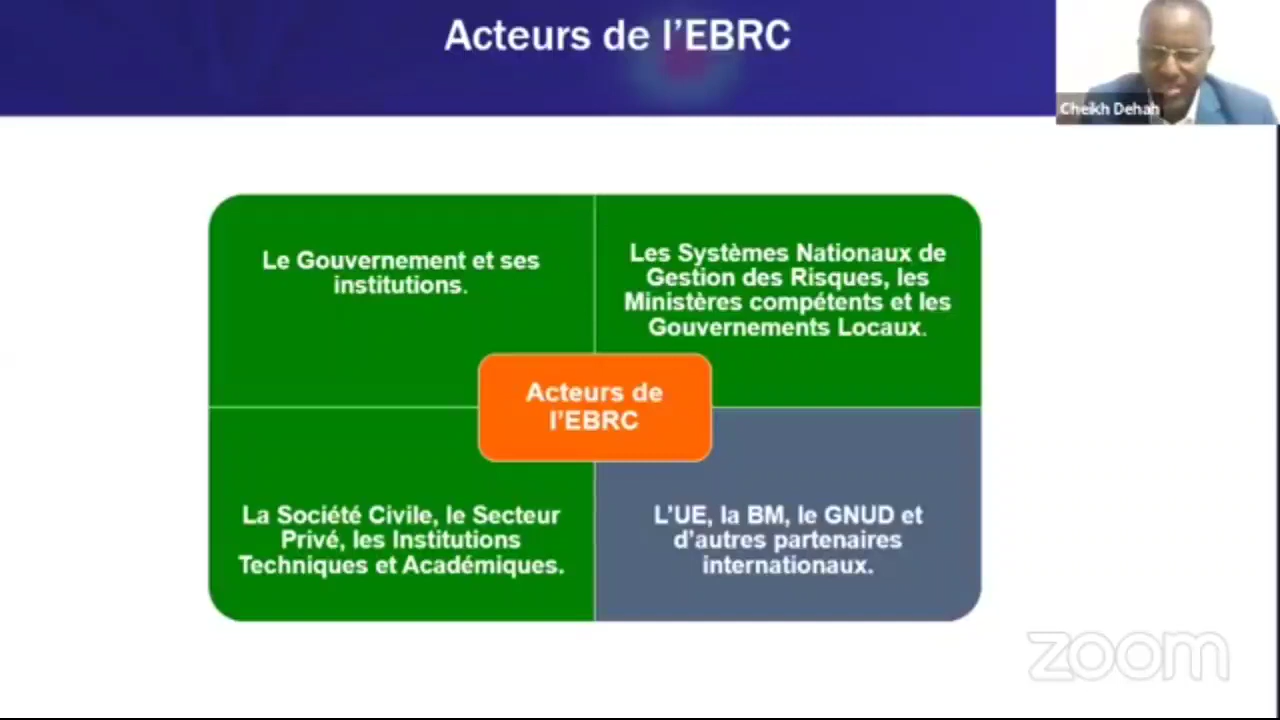 Acteurs de l’EBRC
Cheikh Dehah
Le Gouvernement et ses
institutions.
Les Systèmes Nationaux de
Gestion des Risques, les
Ministères compétents et les
Gouvernements Locaux.
Acteurs de
l’EBRC
La Société Civile, le Secteur
Privé, les Institutions
Techniques et Académiques.
L’UE, la BM, le GNUD et
d’autres partenaires
internationaux.
zoom